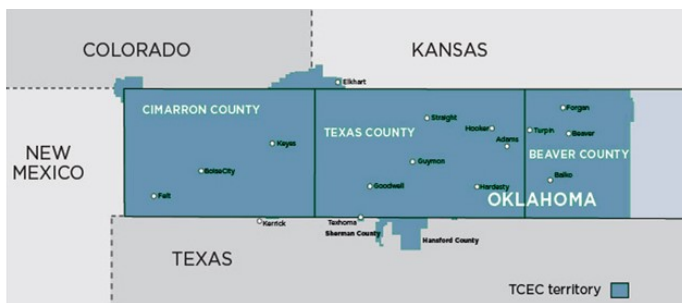 COLORADO
KANSAS
Elkhart
CIMARRON COUNTY
Forgan
Straight
TEXAS COUNTY
Hooker
Turpin
Beaver
Keyes
Adams
NEW
MEXICO
BEAVER COUNTY
Guymon
BoiseCity
Balko
Goodwell
Hardesty
Felt
OKLAHOMA
Kerrick
Texhoma
Sherman County
Hansford County
TEXAS
TCEC territory